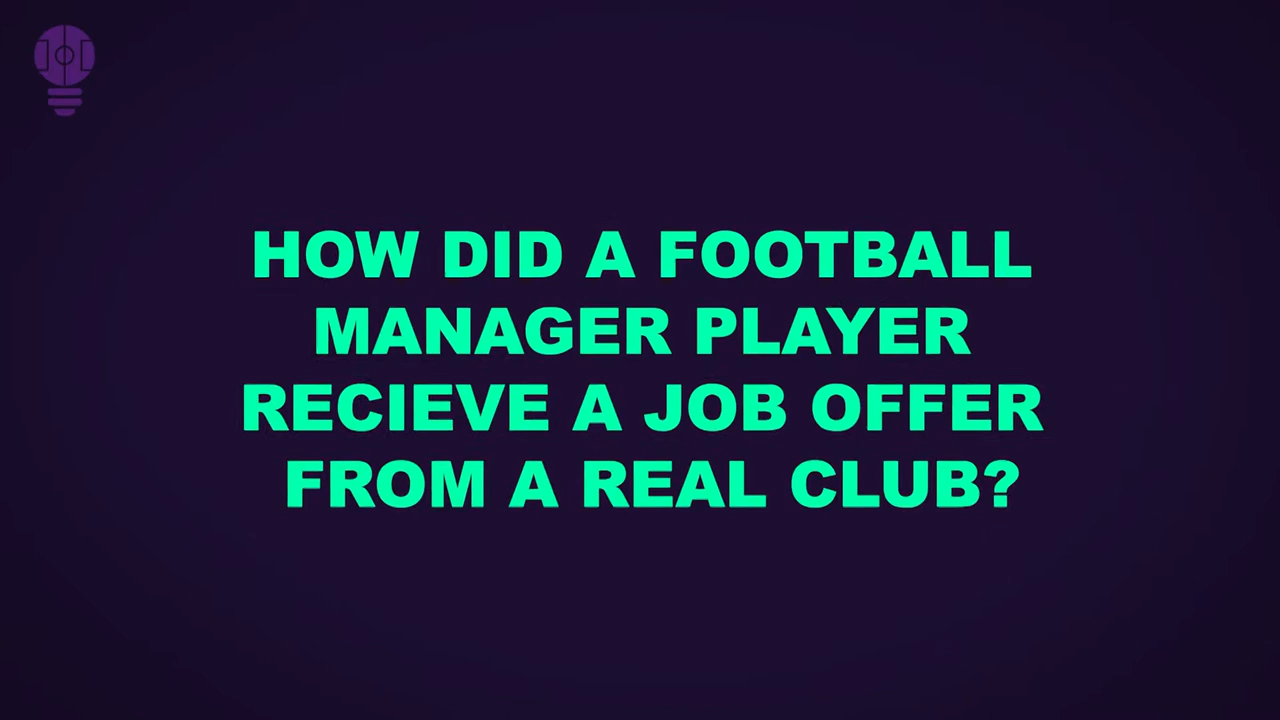 HOW DID A FOOTBALL
MANAGER PLAYER
RECIEVE A JOB OFFER
FROM A REAL CLUB?